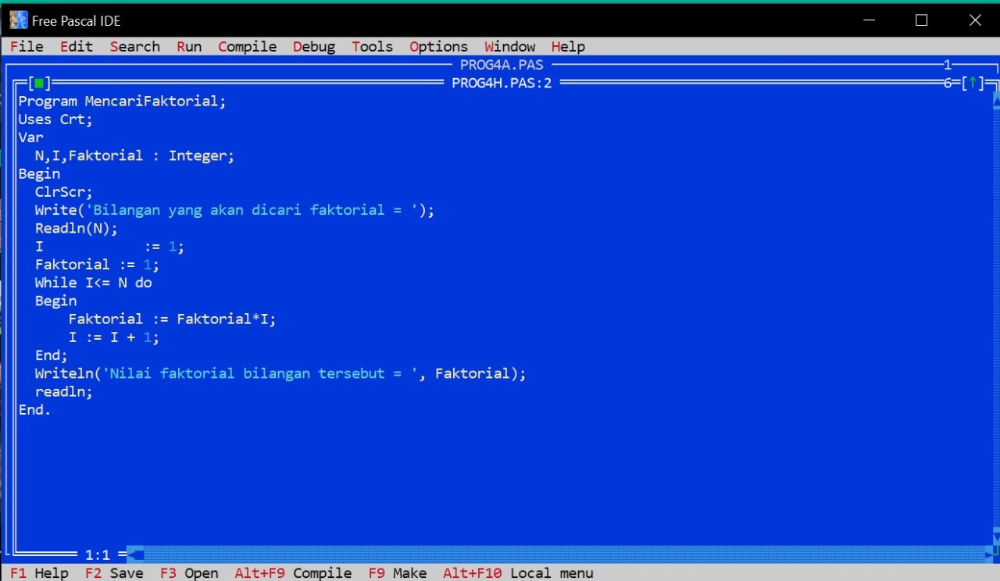 Free Pascal IDE
File Edit Search Run Compile Debug Tools Options Window Help
PROG4A.PAS 1
[■] PROG4H.PAS:2 6=[↑]
Program MencariFaktorial;
Uses Crt;
Var
  N,I,Faktorial : Integer;
Begin
  ClrScr;
  Write('Bilangan yang akan dicari faktorial = ');
  Readln(N);
  I            := 1;
  Faktorial := 1;
  While I<= N do
  Begin
      Faktorial := Faktorial*I;
      I := I + 1;
  End;
  Writeln('Nilai faktorial bilangan tersebut = ', Faktorial);
  readln;
End.
1:1
F1 Help F2 Save F3 Open Alt+F9 Compile F9 Make Alt+F10 Local menu